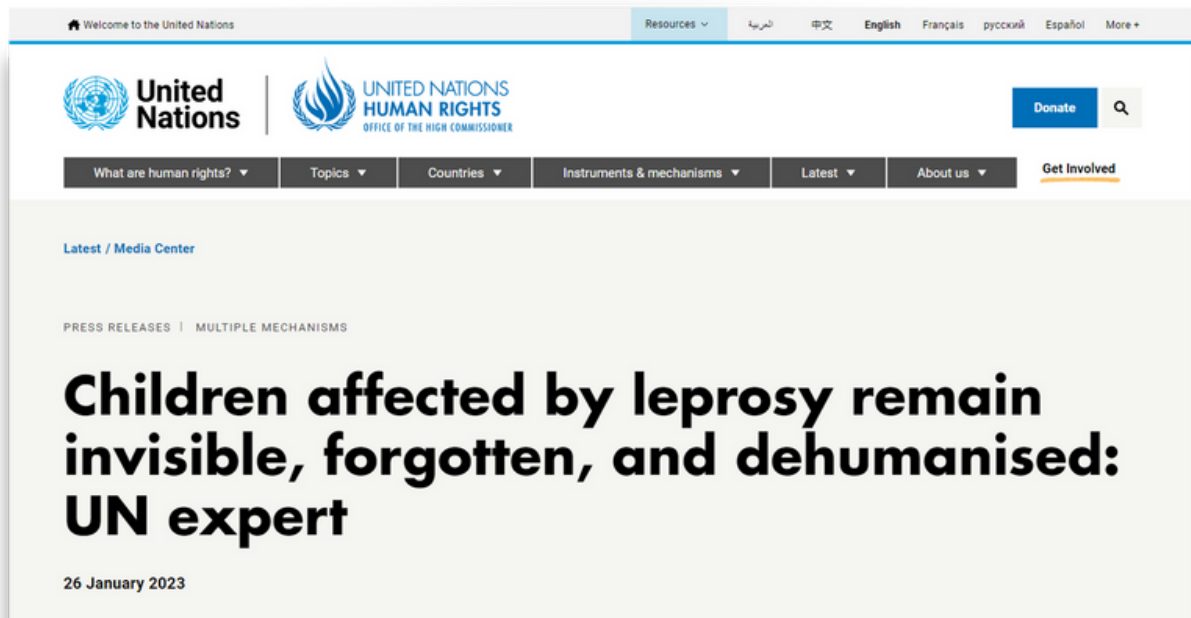 Welcome to the United Nations
Resources العربية 中文 English Français русский Español More +
United
Nations
UNITED NATIONS
HUMAN RIGHTS
OFFICE OF THE HIGH COMMISSIONER
Donate
What are human rights? Topics Countries Instruments & mechanisms Latest About us Get Involved
Latest / Media Center
PRESS RELEASES | MULTIPLE MECHANISMS
Children affected by leprosy remain
invisible, forgotten, and dehumanised:
UN expert
26 January 2023